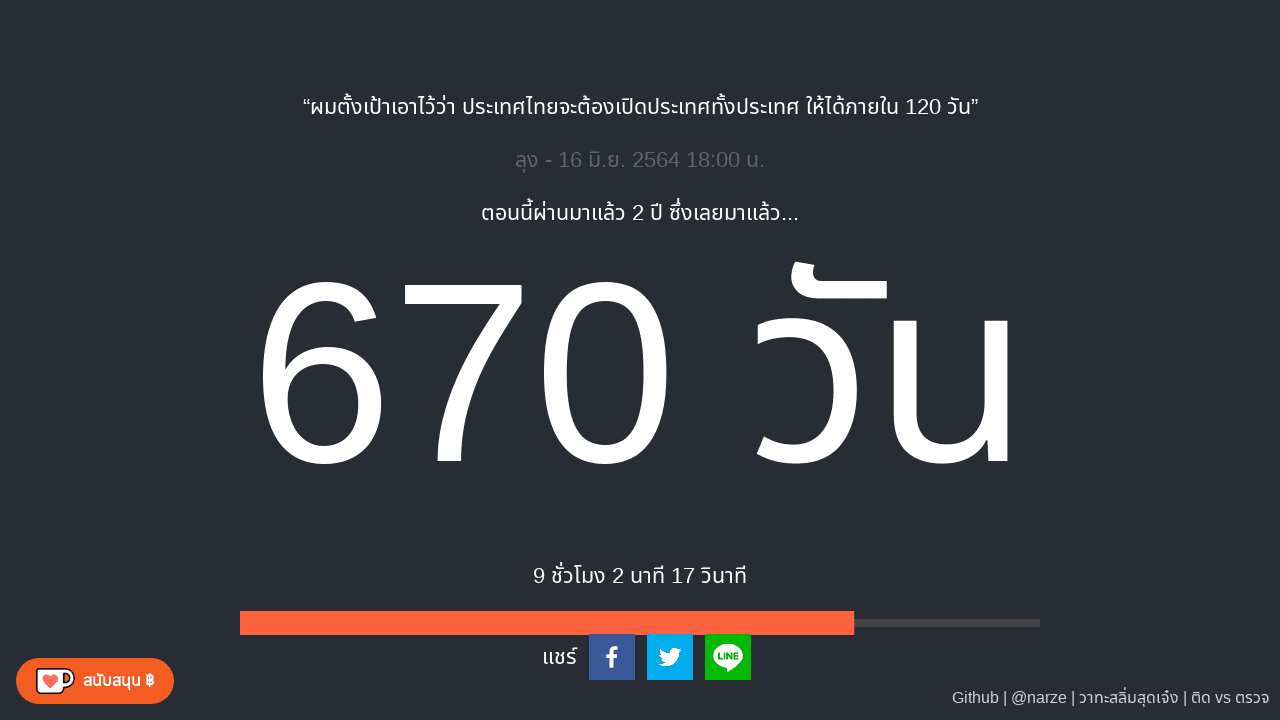 “ผมตั้งเป้าเอาไว้ว่า ประเทศไทยจะต้องเปิดประเทศทั้งประเทศ ให้ได้ภายใน 120 วัน”
ลุง - 16 มิ.ย. 2564 18:00 น.
ตอนนี้ผ่านมาแล้ว 2 ปี ซึ่งเลยมาแล้ว...
670 วัน
9 ชั่วโมง 2 นาที 17 วินาที
แชร์
LINE
สนับสนุน ฿
Github | @narze | วาทะสลิ่มสุดเจ๋ง | ติด vs ตรวจ